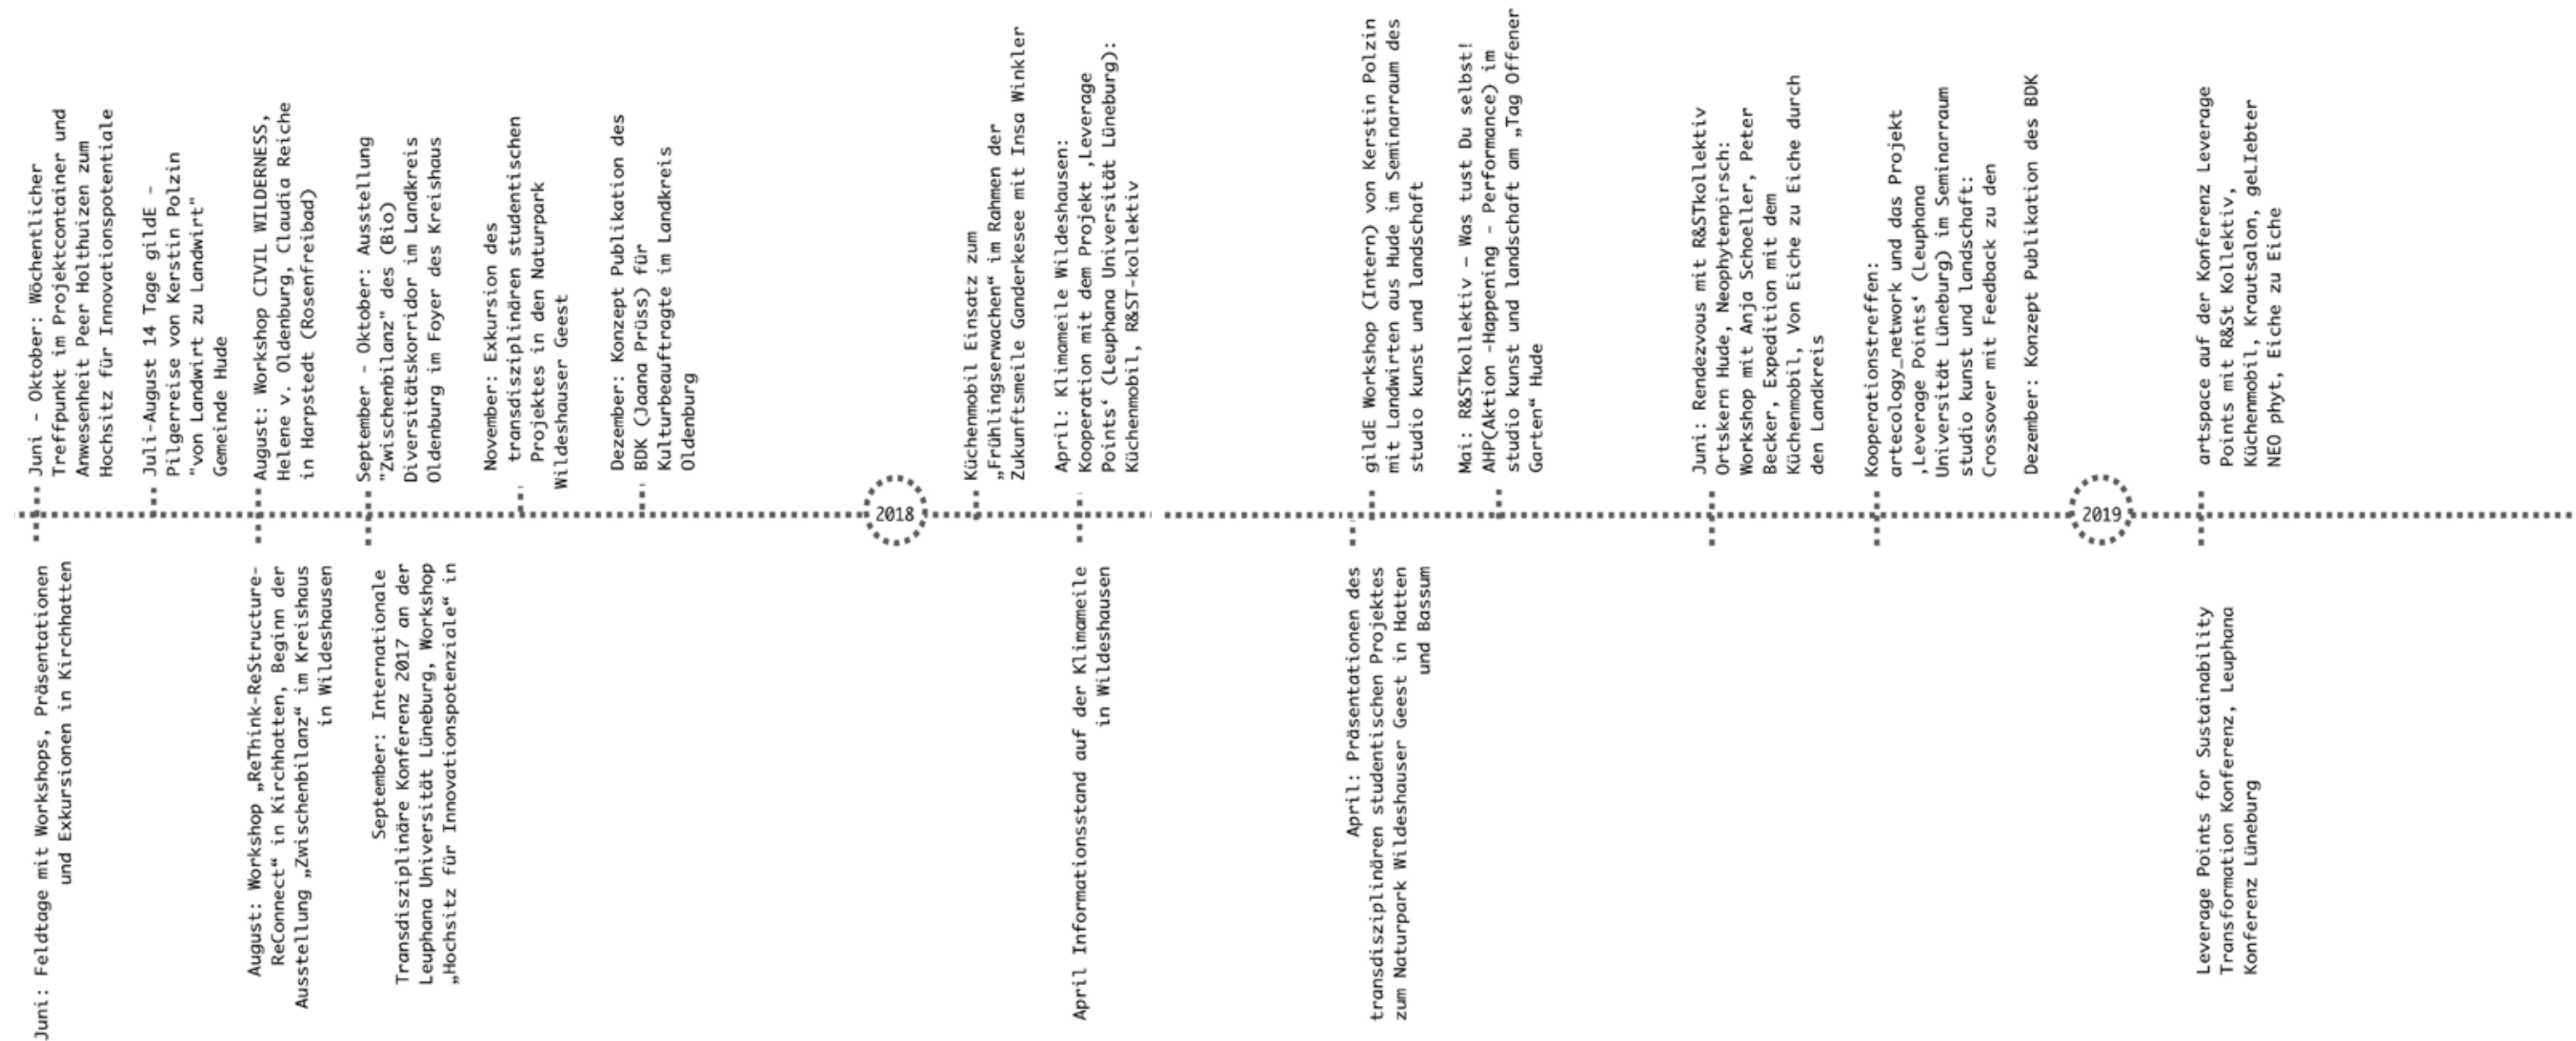 Juni - Oktober: Wöchentlicher
Treffpunkt im Projektcontainer und
Anwesenheit Peer Holthuizen zum
Hochsitz für Innovationspotentiale
Juli-August 14 Tage gildE -
Pilgerreise von Kerstin Polzin
"von Landwirt zu Landwirt"
Gemeinde Hude
August: Workshop CIVIL WILDERNESS,
Helene v. Oldenburg, Claudia Reiche
in Harpstedt (Rosenfreibad)
September - Oktober: Ausstellung
"Zwischenbilanz" des (Bio)
Diversitätskorridor im Landkreis
Oldenburg im Foyer des Kreishaus
November: Exkursion des
transdisziplinären studentischen
Projektes in den Naturpark
Wildeshauser Geest
Dezember: Konzept Publikation des
BDK (Jaana Prüss) für
Kulturbeauftragte im Landkreis
Oldenburg
2018
Küchenmobil Einsatz zum
„Frühlingserwachen“ im Rahmen der
Zukunftsmeile Ganderkesee mit Insa Winkler
April: Klimameile Wildeshausen:
Kooperation mit dem Projekt ‚Leverage
Points‘ (Leuphana Universität Lüneburg):
Küchenmobil, R&ST-kollektiv
gildE Workshop (Intern) von Kerstin Polzin
mit Landwirten aus Hude im Seminarraum des
studio kunst und landschaft
Mai: R&STkollektiv – Was tust Du selbst!
AHP(Aktion -Happening - Performance) im
studio kunst und landschaft am „Tag Offener
Garten“ Hude
Juni: Rendezvous mit R&STkollektiv
Ortskern Hude, Neophytenpirsch:
Workshop mit Anja Schoeller, Peter
Becker, Expedition mit dem
Küchenmobil, Von Eiche zu Eiche durch
den Landkreis
Kooperationstreffen:
artecology_network und das Projekt
‚Leverage Points‘ (Leuphana
Universität Lüneburg) im Seminarraum
studio kunst und landschaft:
Crossover mit Feedback zu den
Dezember: Konzept Publikation des BDK
2019
artspace auf der Konferenz Leverage
Points mit R&St Kollektiv,
Küchenmobil, Krautsalon, gelIebter
NEO phyt, Eiche zu Eiche
Juni: Feldtage mit Workshops, Präsentationen
und Exkursionen in Kirchhatten
August: Workshop „ReThink-ReStructure-
ReConnect“ in Kirchhatten, Beginn der
Ausstellung „Zwischenbilanz“ im Kreishaus
in Wildeshausen
September: Internationale
Transdisziplinäre Konferenz 2017 an der
Leuphana Universität Lüneburg, Workshop
„Hochsitz für Innovationspotenziale“ in
April Informationsstand auf der Klimameile
in Wildeshausen
April: Präsentationen des
transdisziplinären studentischen Projektes
zum Naturpark Wildeshauser Geest in Hatten
und Bassum
Leverage Points for Sustainability
Transformation Konferenz, Leuphana
Konferenz Lüneburg